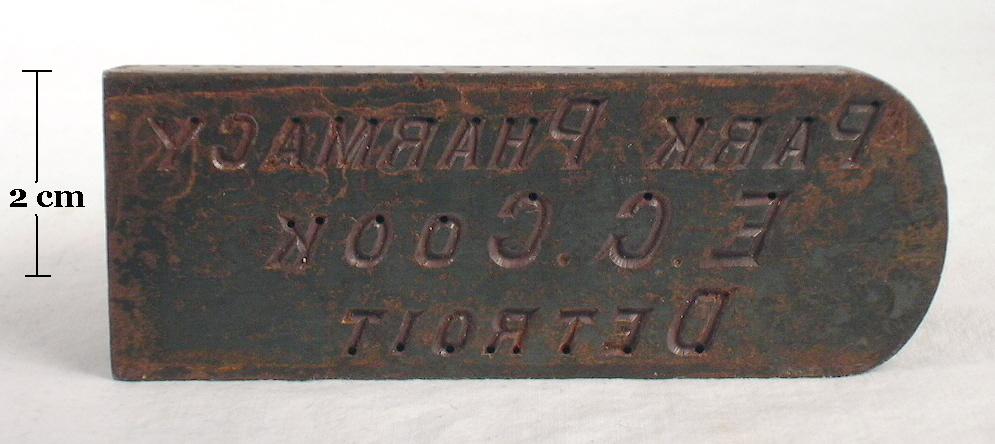 2 cm
PARK PHARMACY
E.C. COOK
DETROIT